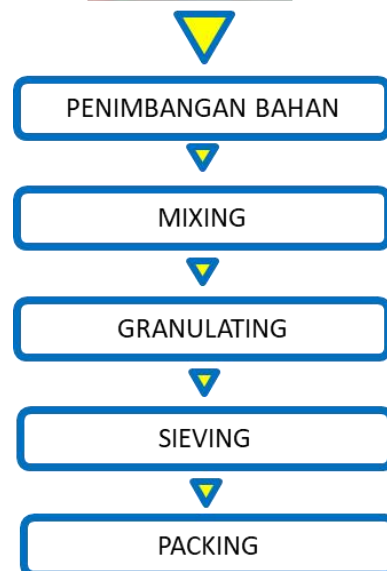 PENIMBANGAN BAHAN
MIXING
GRANULATING
SIEVING
PACKING